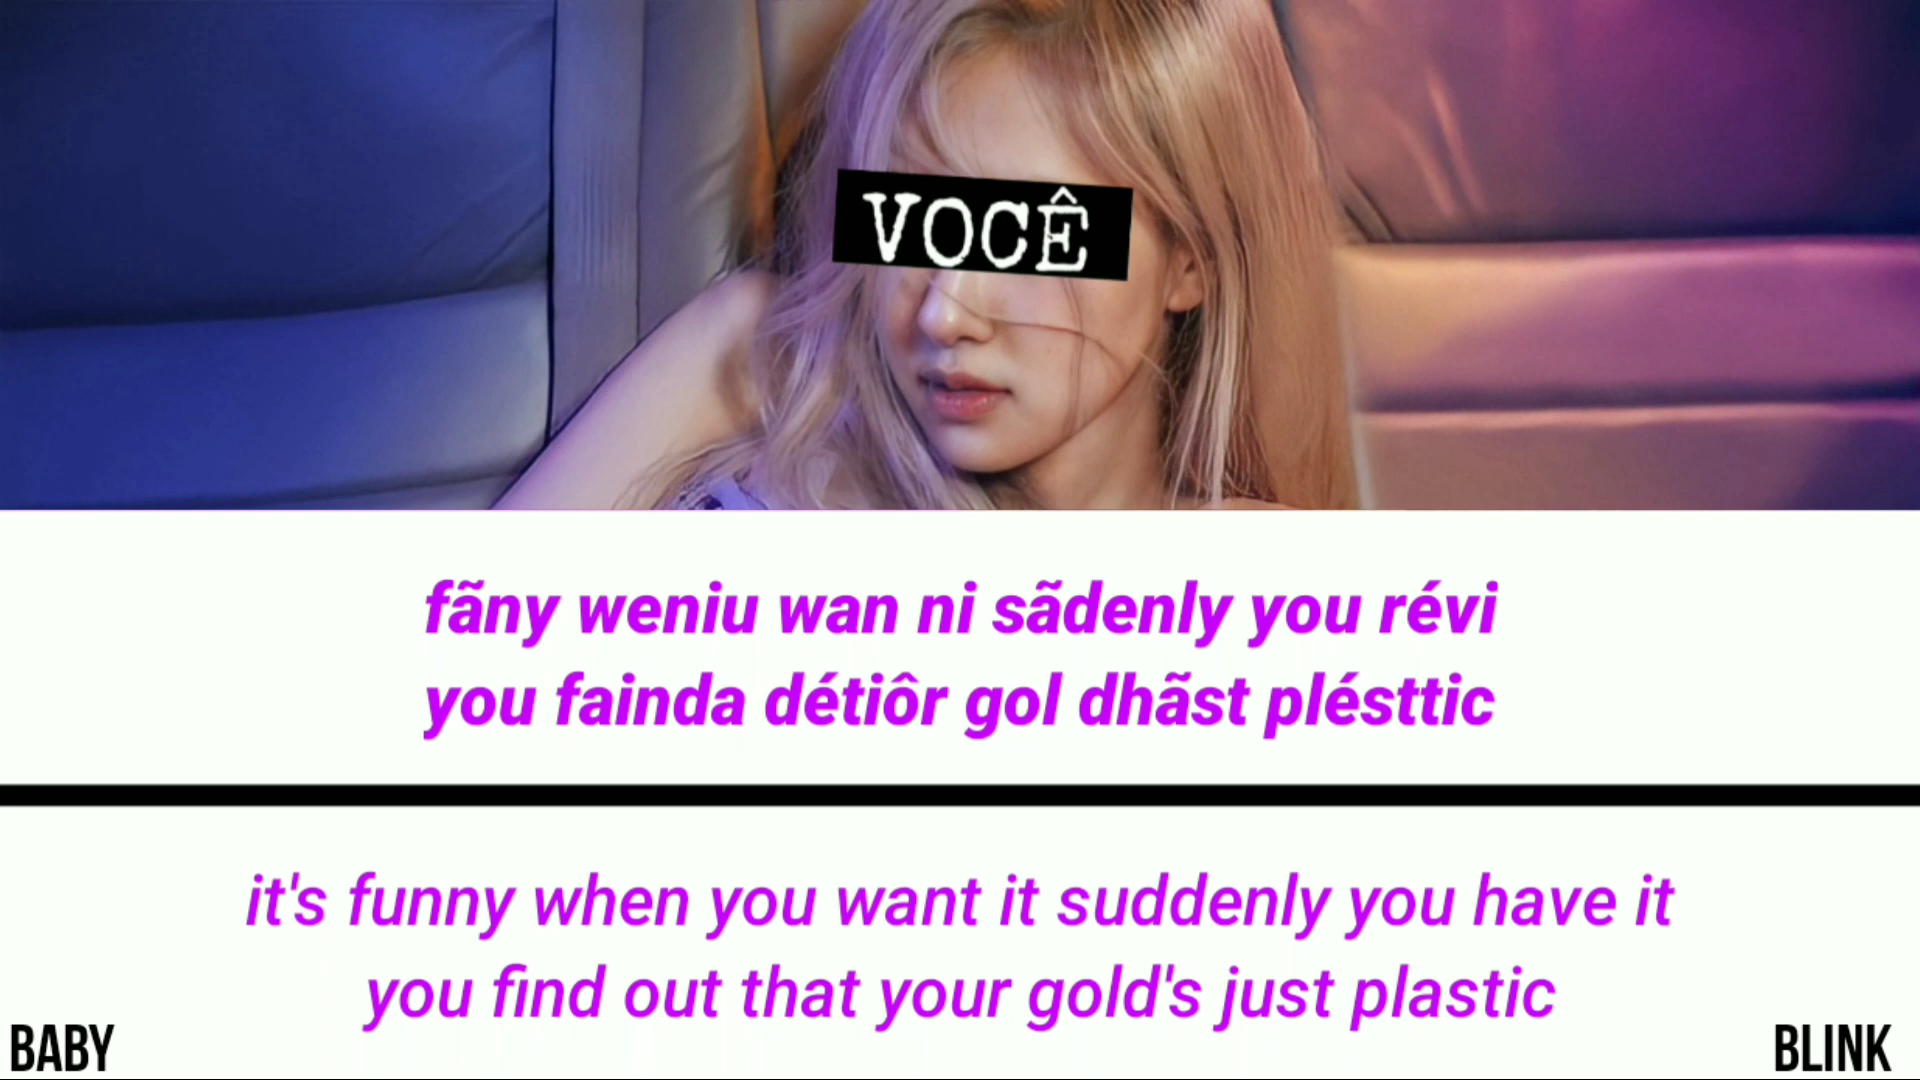 VOCÊ
fãny weniu wan ni sãdenly you révi
you fainda détiôr gol dhãst plésttic
it's funny when you want it suddenly you have it
you find out that your gold's just plastic
BABY
BLINK